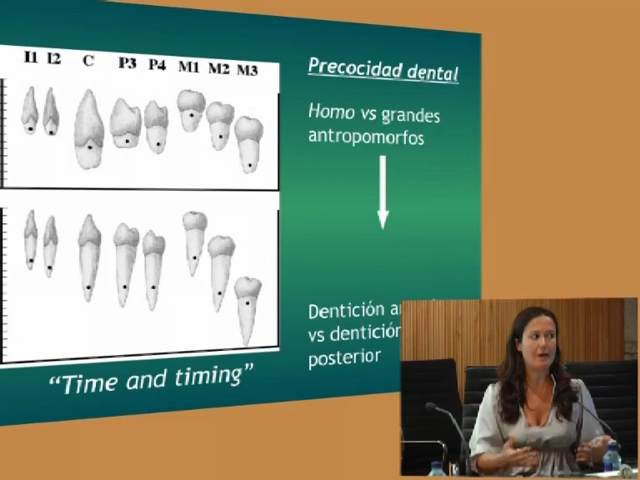 I1 I2 C P3 P4 M1 M2 M3
Precocidad dental
Homo vs grandes
antropomorfos
Dentición
vs dentición
posterior
“Time and timing”